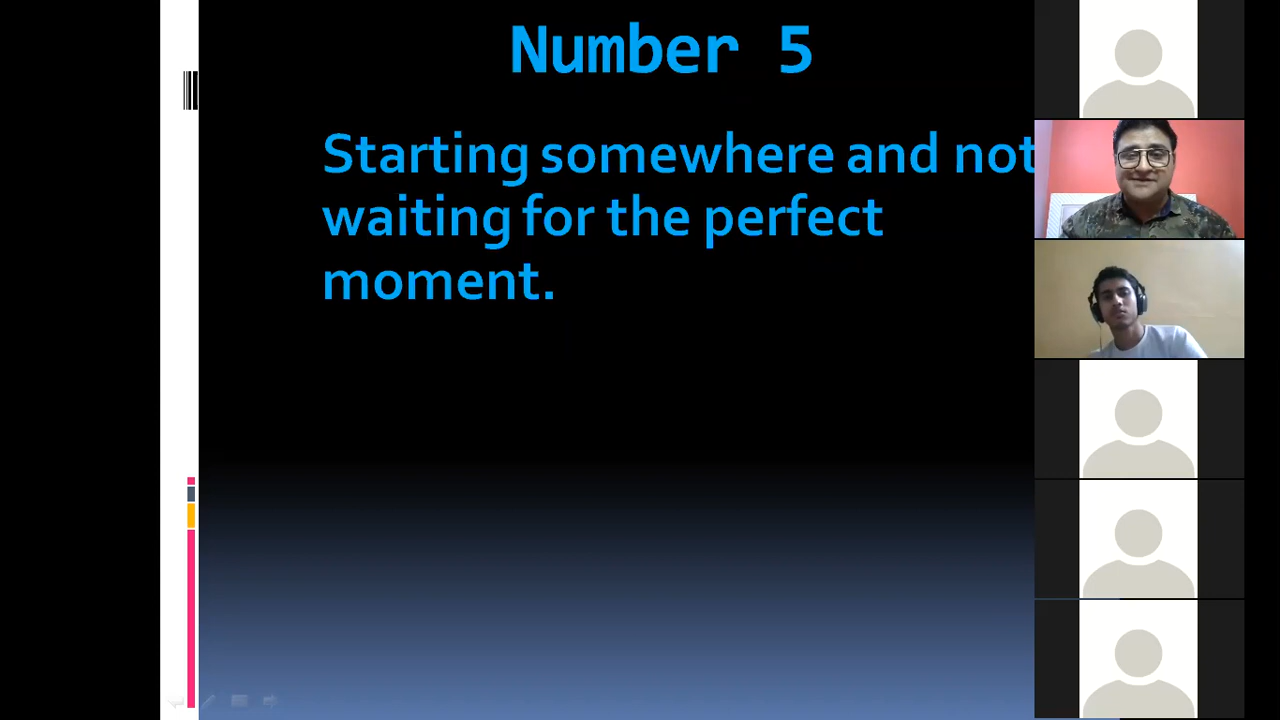 Number 5
Starting somewhere and not
waiting for the perfect
moment.